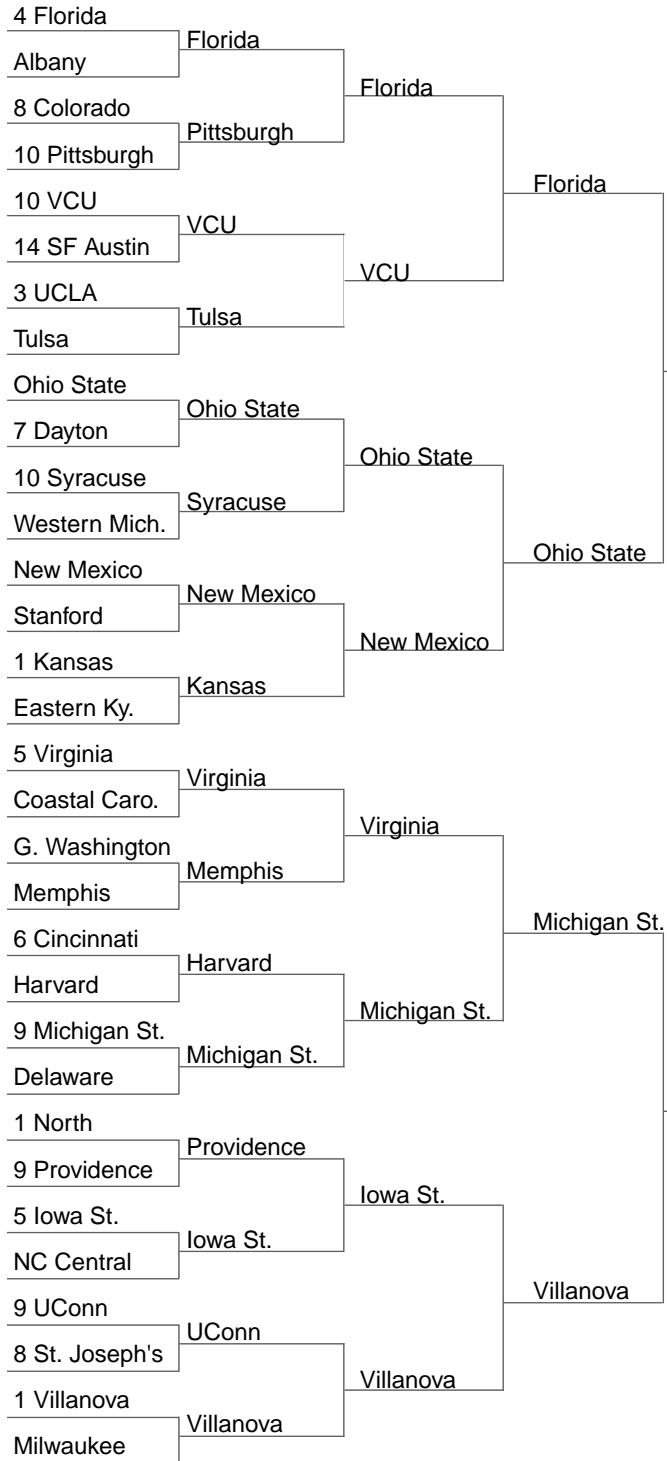 4 Florida
Albany
8 Colorado
10 Pittsburgh
10 VCU
14 SF Austin
3 UCLA
Tulsa
Ohio State
7 Dayton
10 Syracuse
Western Mich.
New Mexico
Stanford
1 Kansas
Eastern Ky.
5 Virginia
Coastal Caro.
G. Washington
Memphis
6 Cincinnati
Harvard
9 Michigan St.
Delaware
1 North
9 Providence
5 Iowa St.
NC Central
9 UConn
8 St. Joseph's
1 Villanova
Milwaukee
Florida
Pittsburgh
VCU
Tulsa
Ohio State
Syracuse
New Mexico
Kansas
Virginia
Memphis
Harvard
Michigan St.
Providence
Iowa St.
UConn
Villanova
Florida
VCU
Ohio State
New Mexico
Virginia
Michigan St.
Iowa St.
Villanova
Florida
Ohio State
Michigan St.
Villanova